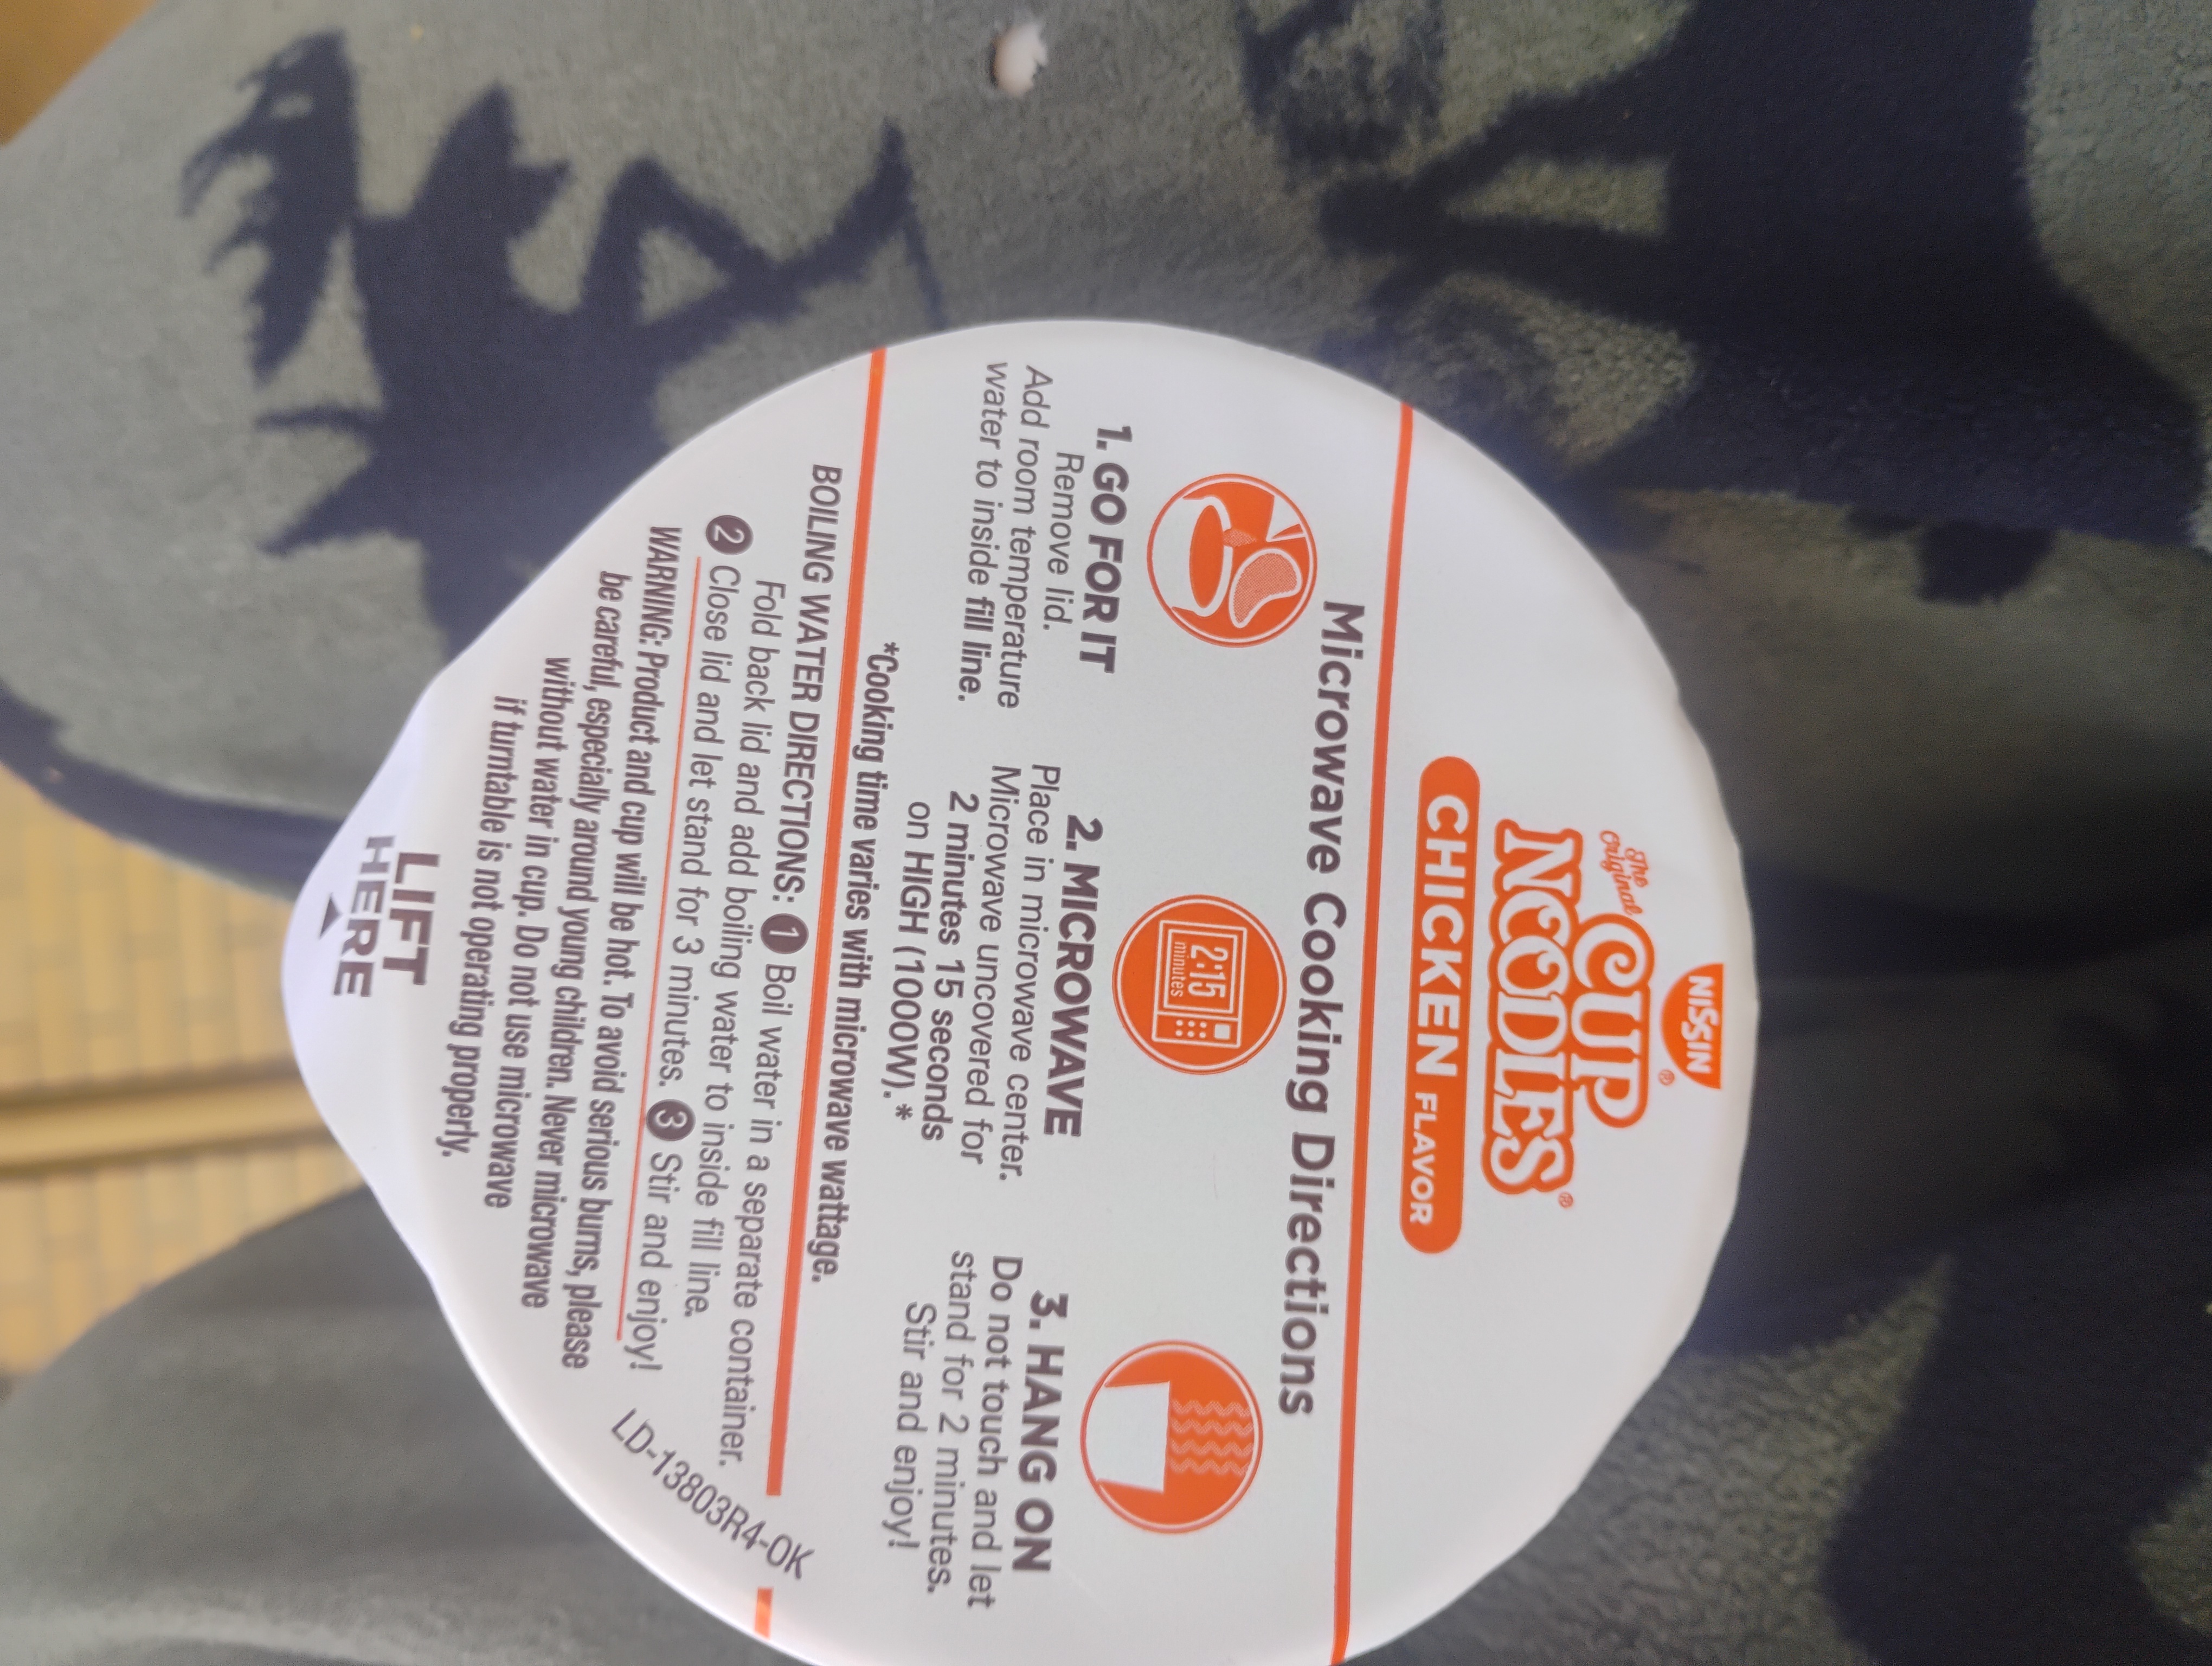 NISSIN®
The Original
CUP
NOODLES®
CHICKEN FLAVOR
Microwave Cooking Directions
1. GO FOR IT
Remove lid.
Add room temperature
water to inside fill line.
2:15
minutes
2. MICROWAVE
Place in microwave center.
Microwave uncovered for
2 minutes 15 seconds
on HIGH (1000W).*
3. HANG ON
Do not touch and let
stand for 2 minutes.
Stir and enjoy!
*Cooking time varies with microwave wattage.
BOILING WATER DIRECTIONS: 1 Boil water in a separate container.
Fold back lid and add boiling water to inside fill line.
2 Close lid and let stand for 3 minutes. 3 Stir and enjoy!
WARNING: Product and cup will be hot. To avoid serious burns, please
be careful, especially around young children. Never microwave
without water in cup. Do not use microwave
if turntable is not operating properly.
LD-13803R4-OK
LIFT
HERE